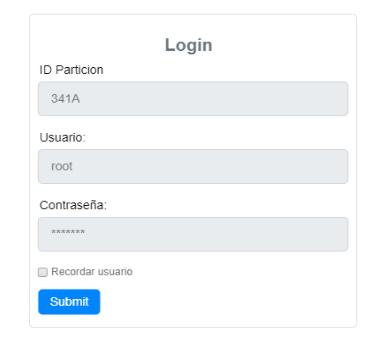 Login
ID Particion
341A
Usuario:
root
Contraseña:
*******
Recordar usuario
Submit